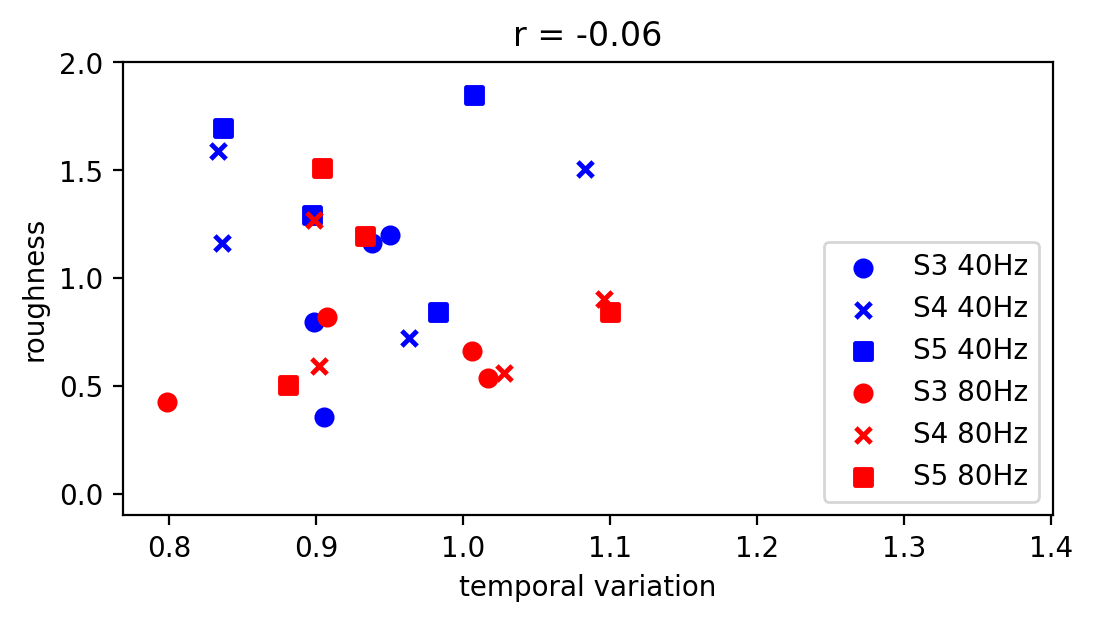 r = -0.06
roughness
2.0
1.5
1.0
0.5
0.0
0.8 0.9 1.0 1.1 1.2 1.3 1.4
temporal variation
S3 40Hz
S4 40Hz
S5 40Hz
S3 80Hz
S4 80Hz
S5 80Hz